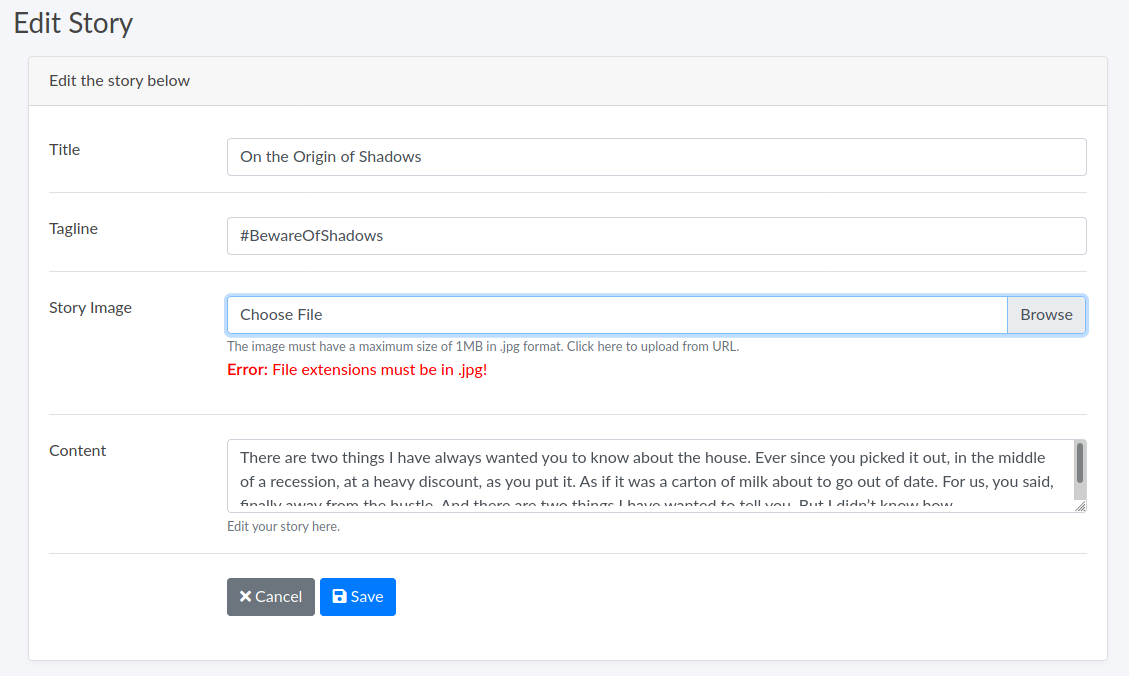 Edit Story
Edit the story below
Title
On the Origin of Shadows
Tagline
#BewareOfShadows
Story Image
Choose File
Browse
The image must have a maximum size of 1MB in .jpg format. Click here to upload from URL.
Error: File extensions must be in .jpg!
Content
There are two things I have always wanted you to know about the house. Ever since you picked it out, in the middle
of a recession, at a heavy discount, as you put it. As if it was a carton of milk about to go out of date. For us, you said,
finally away from the hustle. And there are two things I have wanted to tell you. But I didn't know how.
Edit your story here.
Cancel
Save